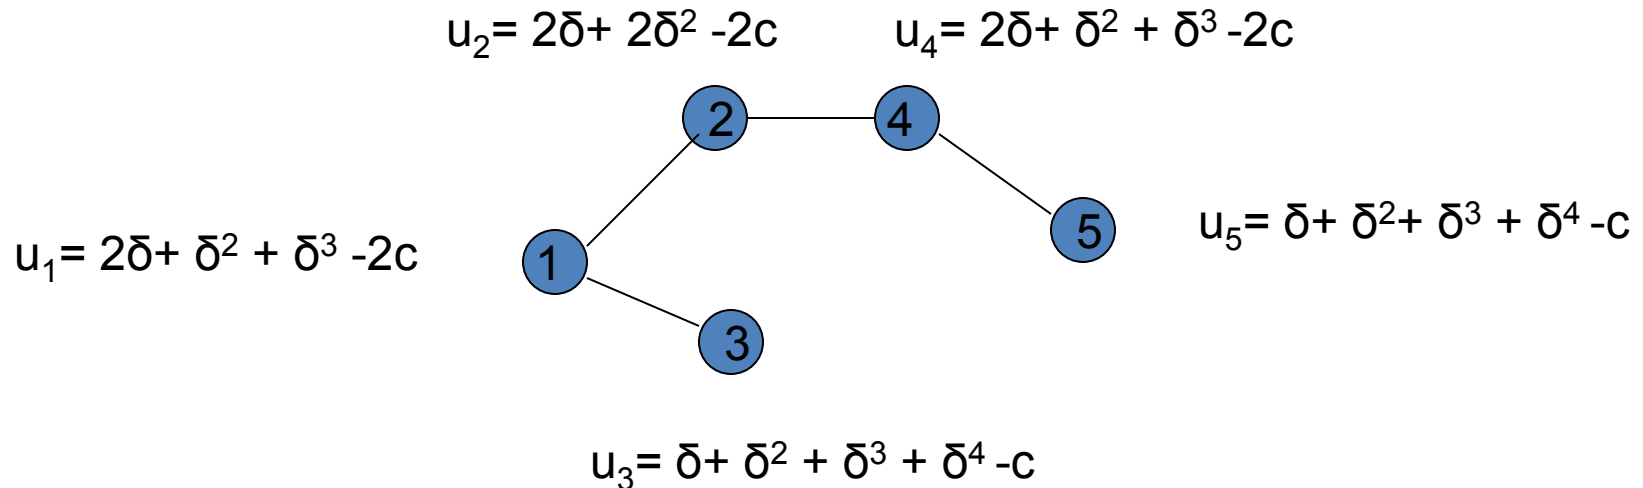 u₂= 2δ+ 2δ² -2c
u₄= 2δ+ δ² + δ³ -2c
2
4
u₁= 2δ+ δ² + δ³ -2c
1
5
u₅= δ+ δ²+ δ³ + δ⁴ -c
3
u₃= δ+ δ² + δ³ + δ⁴ -c